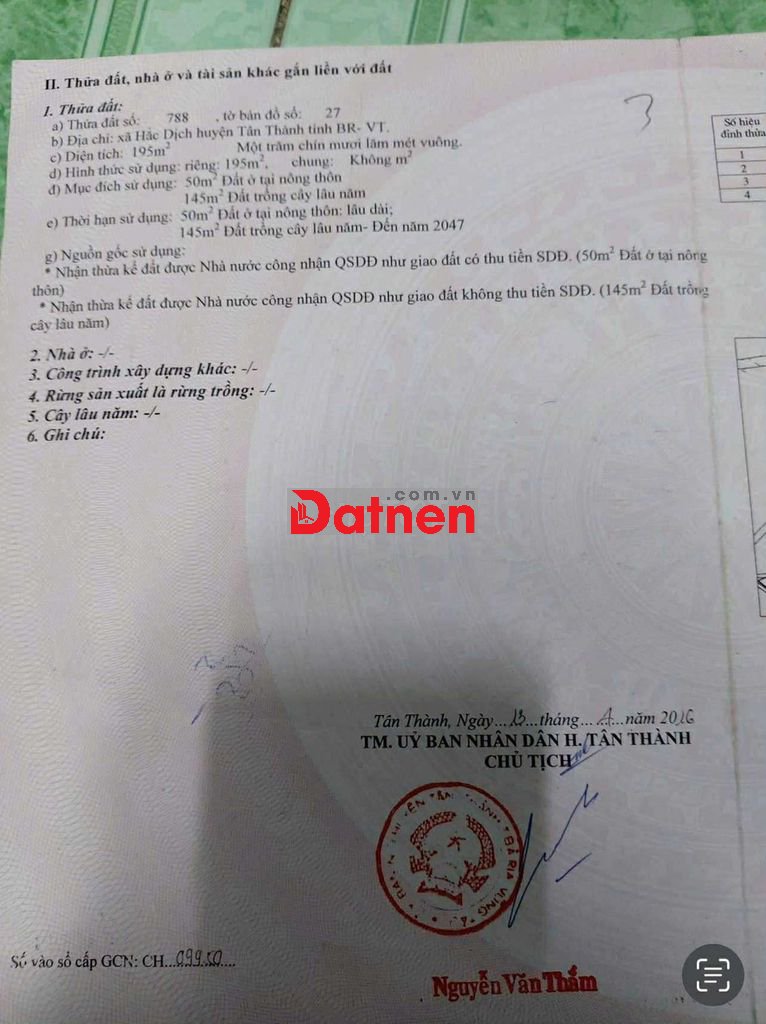 II. Thửa đất, nhà ở và tài sản khác gắn liền với đất
1. Thửa đất:
a) Thửa đất số: 788 , tờ bản đồ số: 27
b) Địa chỉ: xã Hắc Dịch huyện Tân Thành tỉnh BR- VT.
c) Diện tích: 195m² Một trăm chín mươi lăm mét vuông.
d) Hình thức sử dụng: riêng: 195m², chung: Không m²
đ) Mục đích sử dụng: 50m² Đất ở tại nông thôn
145m² Đất trồng cây lâu năm
e) Thời hạn sử dụng: 50m² Đất ở tại nông thôn: lâu dài;
145m² Đất trồng cây lâu năm- Đến năm 2047
g) Nguồn gốc sử dụng:
* Nhận thừa kế đất được Nhà nước công nhận QSDĐ như giao đất có thu tiền SDĐ. (50m² Đất ở tại nông
thôn)
* Nhận thừa kế đất được Nhà nước công nhận QSDĐ như giao đất không thu tiền SDĐ. (145m² Đất trồng
cây lâu năm)
2. Nhà ở: -/-
3. Công trình xây dựng khác: -/-
4. Rừng sản xuất là rừng trồng: -/-
5. Cây lâu năm: -/-
6. Ghi chú:
3
Số hiệu
đỉnh thửa
1
2
3
4
.com.vn
Datnen
Tân Thành, Ngày...13...tháng...4...năm 2016
TM. UỶ BAN NHÂN DÂN H. TÂN THÀNH
CHỦ TỊCH
Nguyễn Văn Thắm
Số vào sổ cấp GCN: CH...09950....